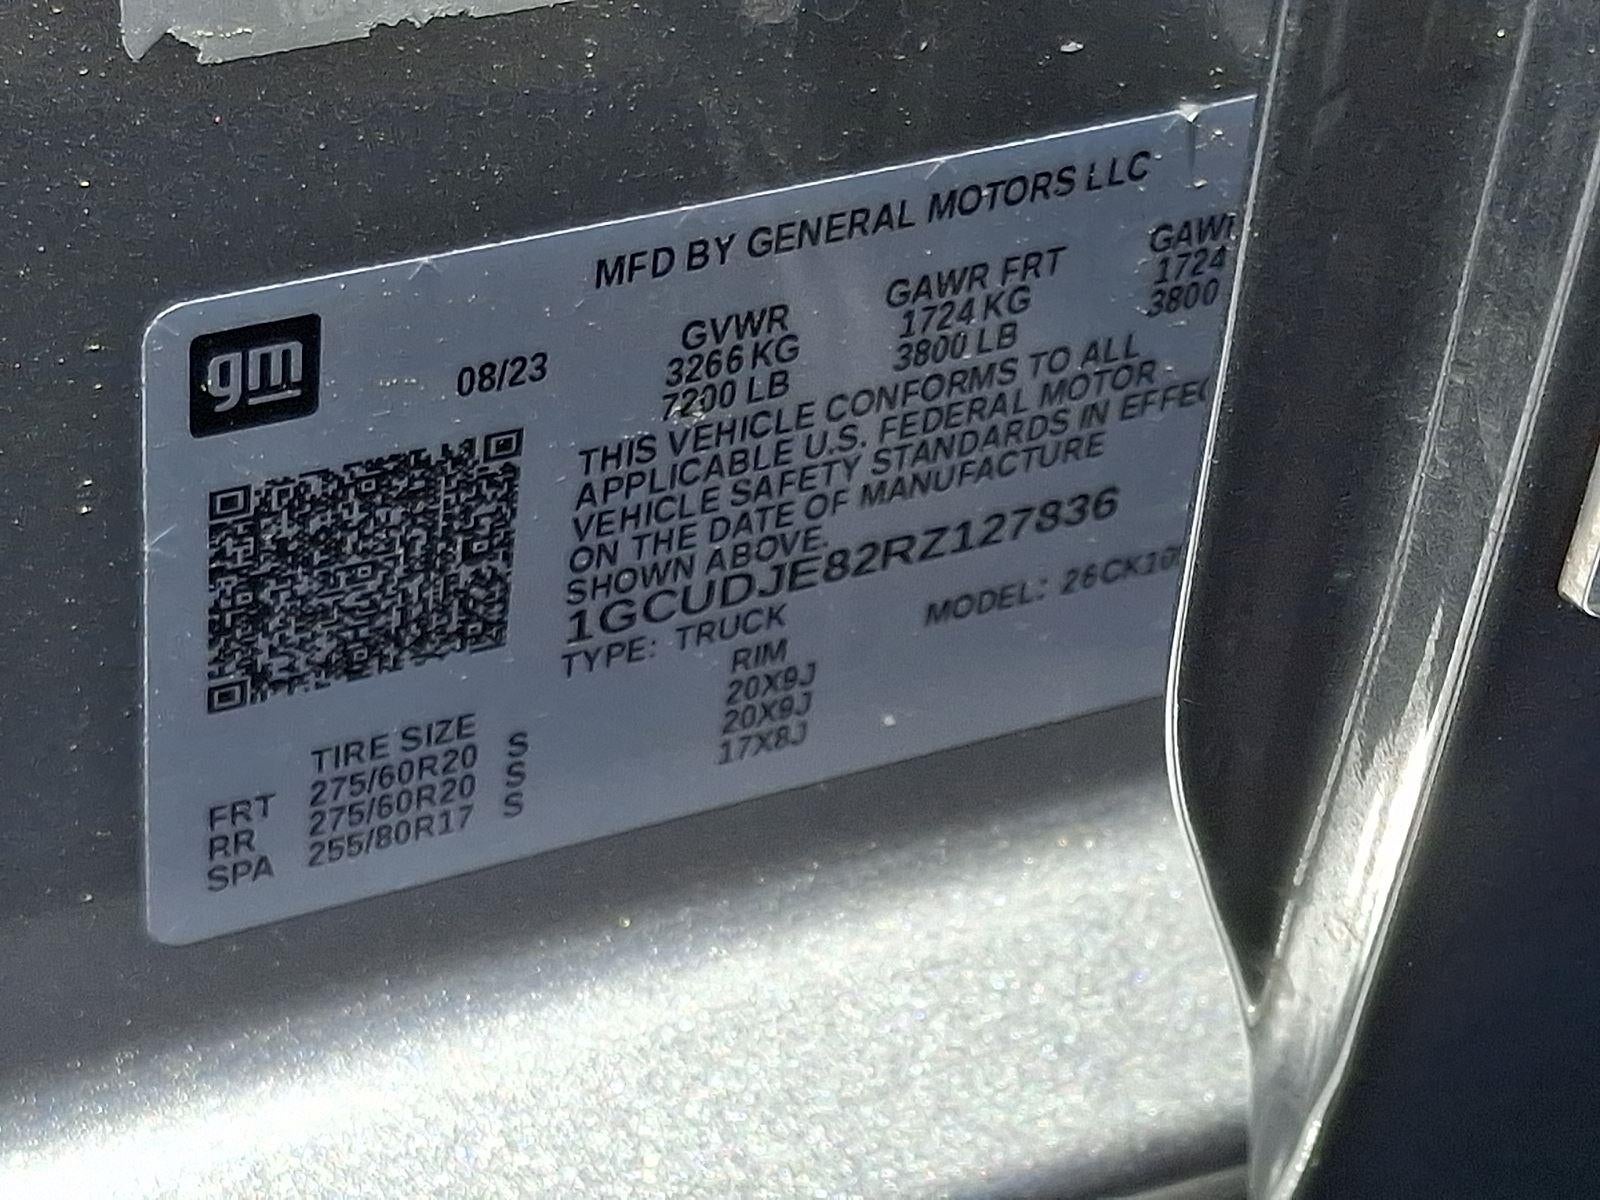 MFD BY GENERAL MOTORS LLC
gm
08/23
GVWR
3266 KG
7200 LB
GAWR FRT
1724 KG
3800 LB
1724
3800
THIS VEHICLE CONFORMS TO ALL
APPLICABLE U.S. FEDERAL MOTOR
VEHICLE SAFETY STANDARDS IN
ON THE DATE OF MANUFACTURE
SHOWN ABOVE.
1GCUDJE82RZ127836
TYPE: TRUCK
MODEL:
TIRE SIZE RIM
FRT 275/60R20 S 20X9J
RR 275/60R20 S 20X9J
SPA 255/80R17 S 17X8J